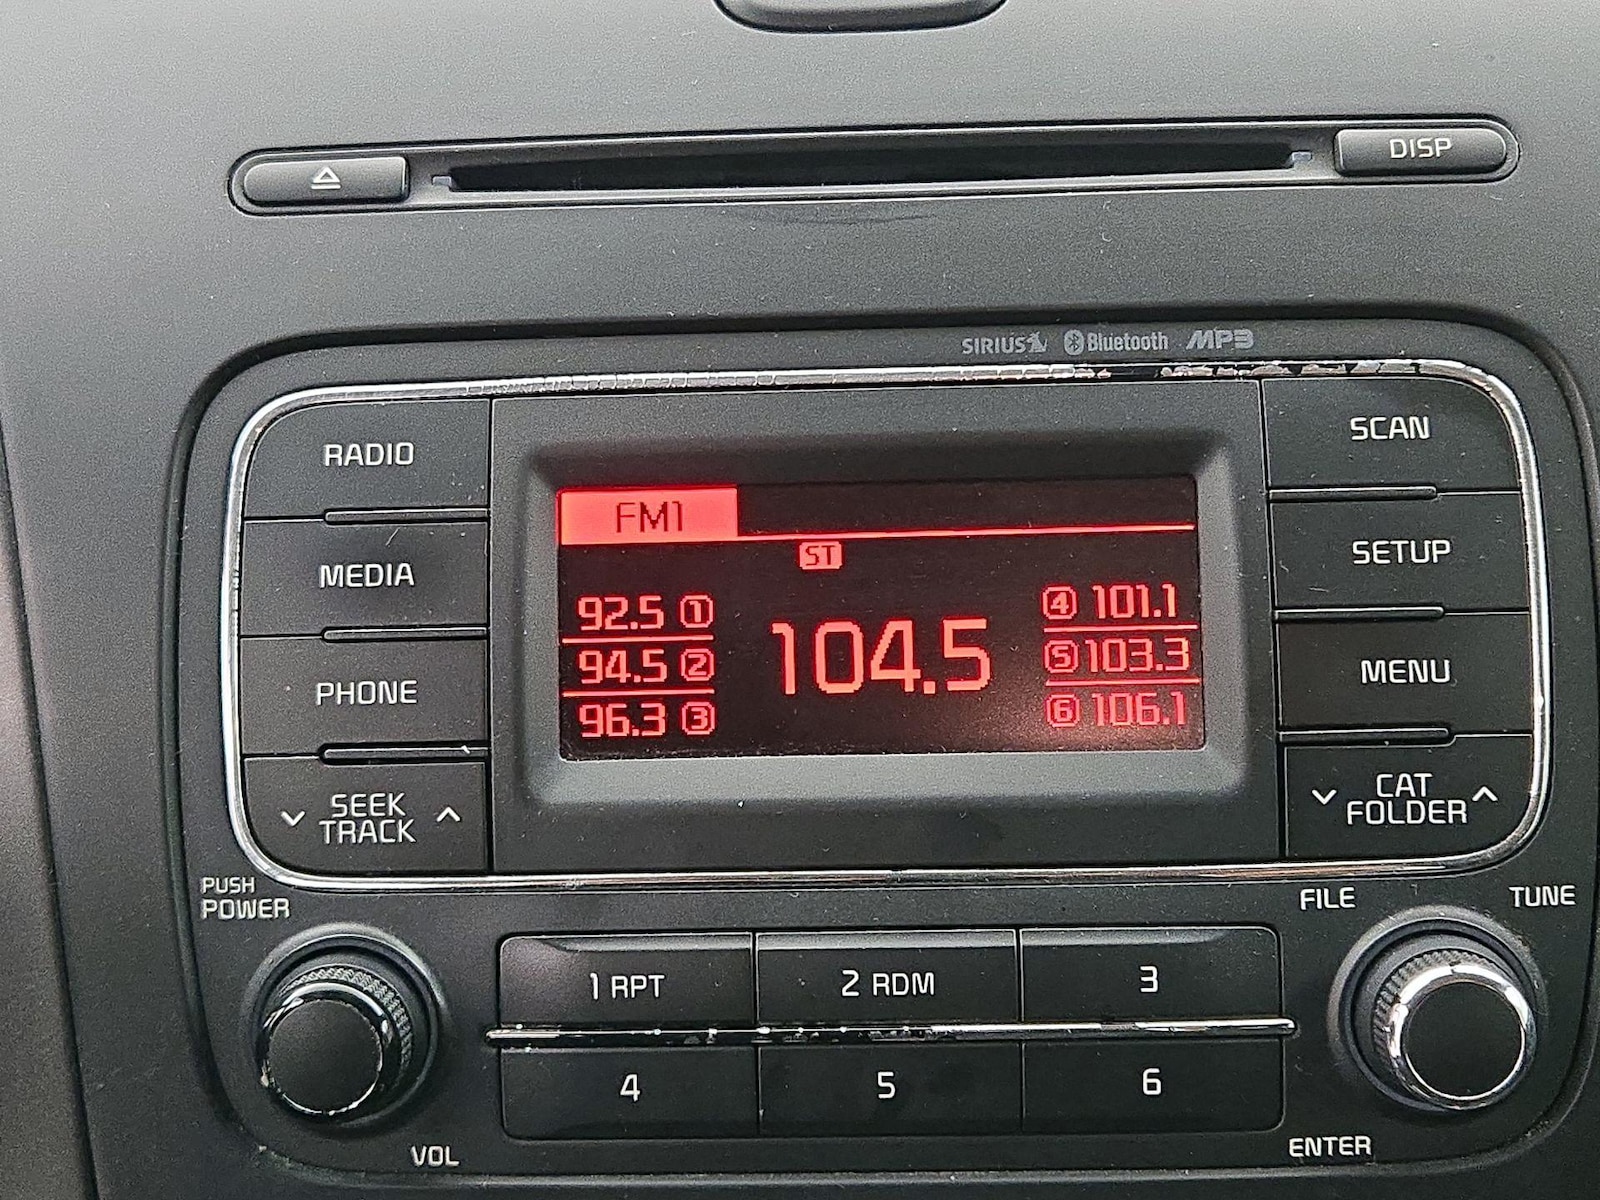 DISP
SIRIUS Bluetooth MP3
RADIO
MEDIA
PHONE
SEEK
TRACK
FM1
ST
92.5 1
94.5 2
96.3 3
104.5
4 101.1
5 103.3
6 106.1
SCAN
SETUP
MENU
CAT
FOLDER
PUSH
POWER
VOL
1 RPT
2 RDM
3
4
5
6
FILE
TUNE
ENTER